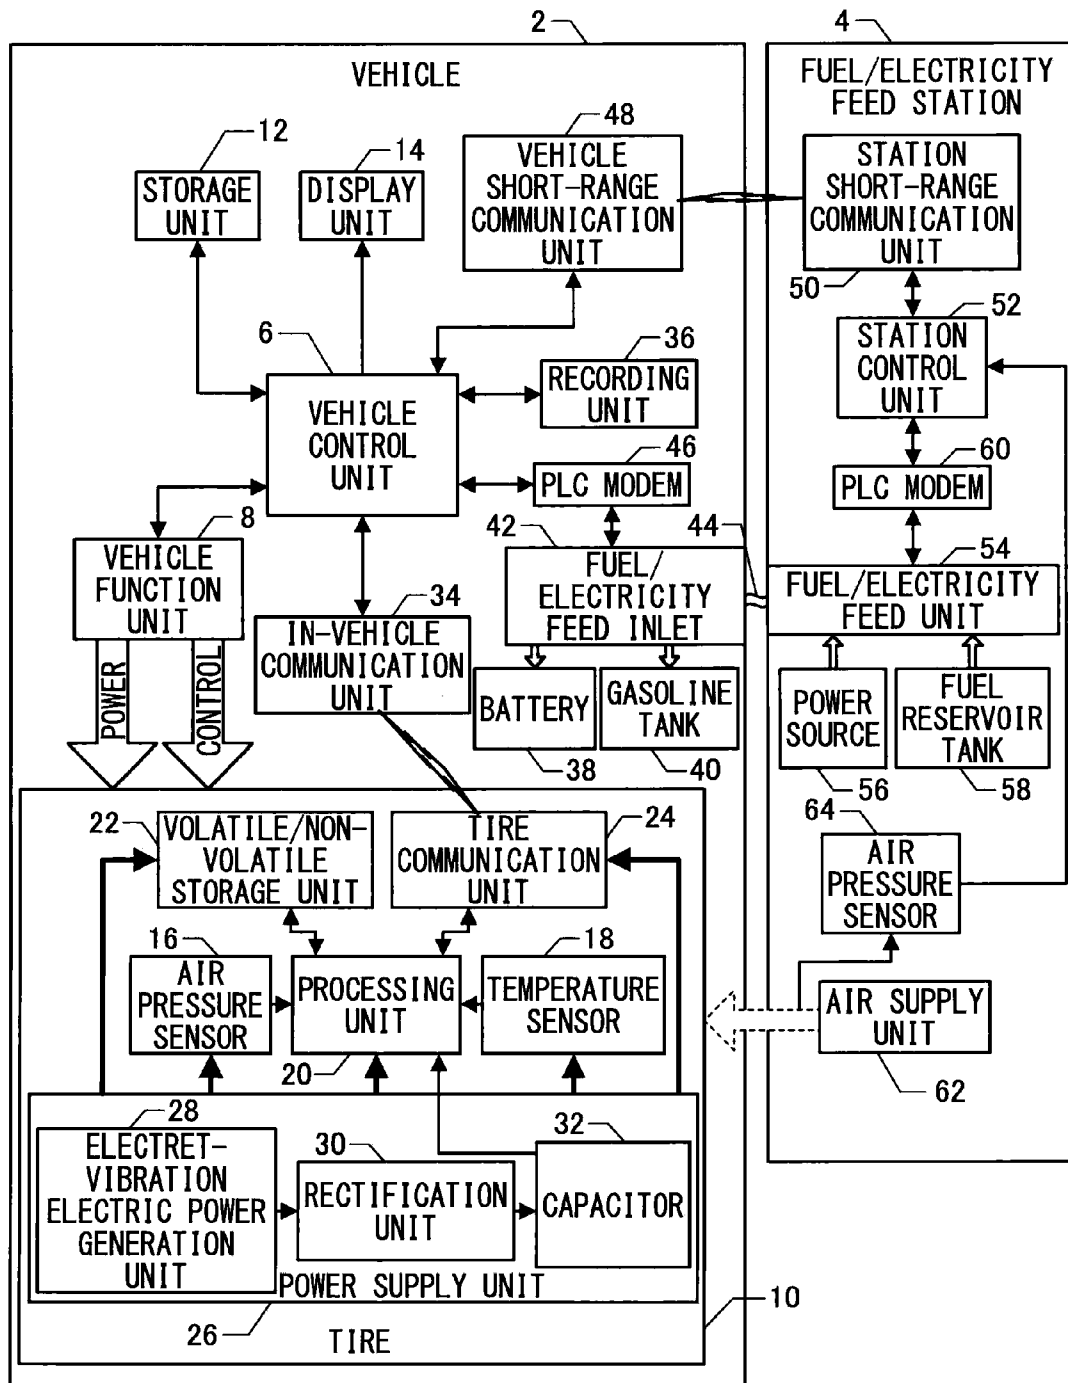 2
4
VEHICLE
FUEL/ELECTRICITY
FEED STATION
12
STORAGE
UNIT
14
DISPLAY
UNIT
48
VEHICLE
SHORT-RANGE
COMMUNICATION
UNIT
STATION
SHORT-RANGE
COMMUNICATION
UNIT
50
52
STATION
CONTROL
UNIT
6
VEHICLE
CONTROL
UNIT
36
RECORDING
UNIT
46
PLC MODEM
60
PLC MODEM
8
VEHICLE
FUNCTION
UNIT
42
FUEL/
ELECTRICITY
FEED INLET
44
54
FUEL/ELECTRICITY
FEED UNIT
34
IN-VEHICLE
COMMUNICATION
UNIT
POWER
CONTROL
BATTERY
38
GASOLINE
TANK
40
POWER
SOURCE
56
FUEL
RESERVOIR
TANK
58
22
VOLATILE/NON-
VOLATILE
STORAGE UNIT
TIRE
COMMUNICATION
UNIT
24
64
AIR
PRESSURE
SENSOR
16
AIR
PRESSURE
SENSOR
PROCESSING
UNIT
20
18
TEMPERATURE
SENSOR
AIR SUPPLY
UNIT
62
28
ELECTRET-
VIBRATION
ELECTRIC POWER
GENERATION
UNIT
30
RECTIFICATION
UNIT
32
CAPACITOR
POWER SUPPLY UNIT
26
TIRE
10